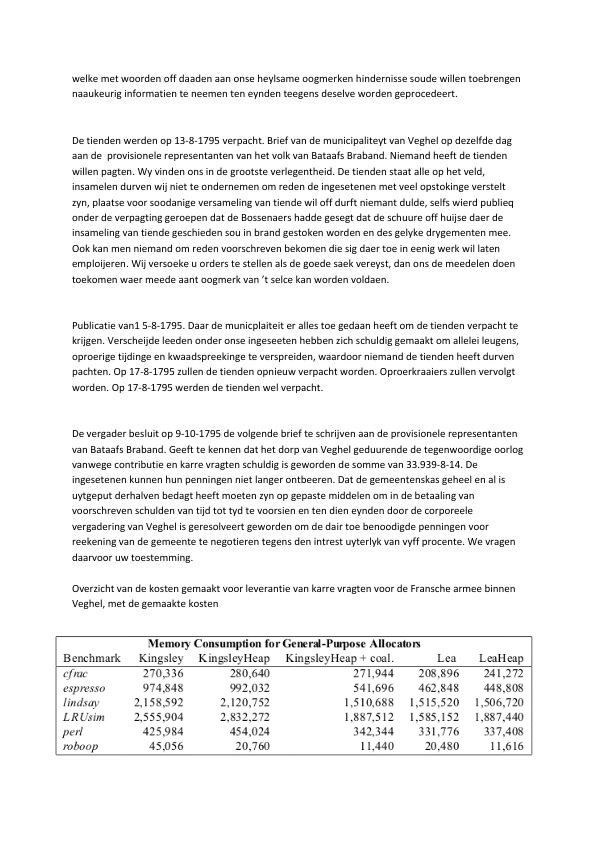 welke met woorden off daaden aan onse heylsame oogmerken hindernisse soude willen toebrengen
naaukeurig informatien te neemen ten eynden teegens deselve worden geprocedeert.
De tienden werden op 13-8-1795 verpacht. Brief van de municipaliteyt van Veghel op dezelfde dag
aan de provisionele representanten van het volk van Bataafs Braband. Niemand heeft de tienden
willen pagten. Wy vinden ons in de grootste verlegentheid. De tienden staat alle op het veld,
insamelen durven wij niet te ondernemen om reden de ingesetenen met veel opstokinge verstelt
zyn, plaatse voor soodanige versameling van tiende wil off durft niemant dulde, selfs wierd publieq
onder de verpagting geroepen dat de Bossenaers hadde gesegt dat de schuure off huijse daer de
insameling van tiende geschieden sou in brand gestoken worden en des gelyke drygementen mee.
Ook kan men niemand om reden voorschreven bekomen die sig daer toe in eenig werk wil laten
emploijeren. Wij versoeke u orders te stellen als de goede saek vereyst, dan ons de meedelen doen
toekomen waer meede aant oogmerk van ’t selce kan worden voldaen.
Publicatie van1 5-8-1795. Daar de municplaiteit er alles toe gedaan heeft om de tienden verpacht te
krijgen. Verscheijde leeden onder onse ingeseeten hebben zich schuldig gemaakt om allelei leugens,
oproerige tijdinge en kwaadspreekinge te verspreiden, waardoor niemand de tienden heeft durven
pachten. Op 17-8-1795 zullen de tienden opnieuw verpacht worden. Oproerkraaiers zullen vervolgt
worden. Op 17-8-1795 werden de tienden wel verpacht.
De vergader besluit op 9-10-1795 de volgende brief te schrijven aan de provisionele representanten
van Bataafs Braband. Geeft te kennen dat het dorp van Veghel geduurende de tegenwoordige oorlog
vanwege contributie en karre vragten schuldig is geworden de somme van 33.939-8-14. De
ingesetenen kunnen hun penningen niet langer ontbeeren. Dat de gemeentenskas geheel en al is
uytgeput derhalven bedagt heeft moeten zyn op gepaste middelen om in de betaaling van
voorschreven schulden van tijd tot tyd te voorsien en ten dien eynden door de corporeele
vergadering van Veghel is geresolveert geworden om de dair toe benoodigde penningen voor
reekening van de gemeente te negotieren tegens den intrest uyterlyk van vyff procente. We vragen
daarvoor uw toestemming.
Overzicht van de kosten gemaakt voor leverantie van karre vragten voor de Fransche armee binnen
Veghel, met de gemaakte kosten
Memory Consumption for General-Purpose Allocators
Benchmark Kingsley KingsleyHeap KingsleyHeap + coal. Lea LeaHeap
cfrac 270,336 280,640 271,944 208,896 241,272
espresso 974,848 992,032 541,696 462,848 448,808
lindsay 2,158,592 2,120,752 1,510,688 1,515,520 1,506,720
LRUsim 2,555,904 2,832,272 1,887,512 1,585,152 1,887,440
perl 425,984 454,024 342,344 331,776 337,408
roboop 45,056 20,760 11,440 20,480 11,616